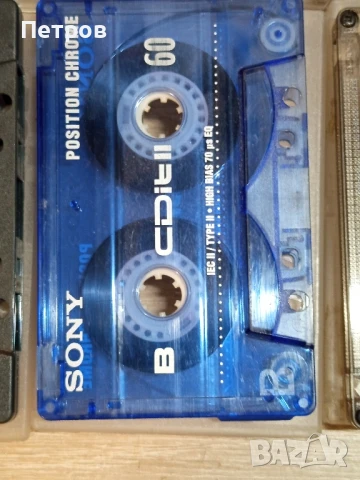 Петров
POSITION CHROME
SONY
60
CDit II
B
IEC II / TYPE II • HIGH BIAS 70 µs EQ
B
BAZAR